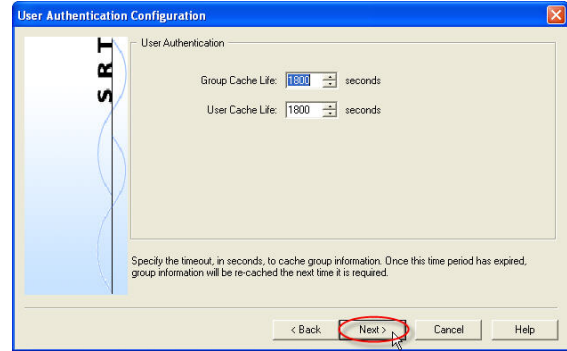 User Authentication Configuration
SRT
User Authentication
Group Cache Life: 1800 seconds
User Cache Life: 1800 seconds
Specify the timeout, in seconds, to cache group information. Once this time period has expired,
group information will be re-cached the next time it is required.
< Back Next > Cancel Help